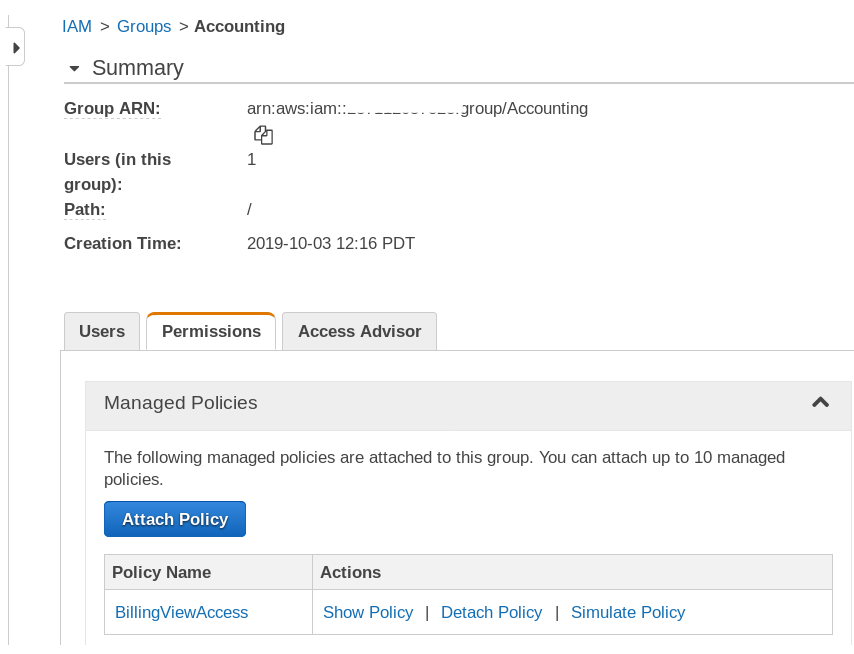 IAM > Groups > Accounting
Summary
Group ARN: arn:aws:iam:: group/Accounting
Users (in this group): 1
Path: /
Creation Time: 2019-10-03 12:16 PDT
Users Permissions Access Advisor
Managed Policies
The following managed policies are attached to this group. You can attach up to 10 managed
policies.
Attach Policy
Policy Name Actions
BillingViewAccess Show Policy | Detach Policy | Simulate Policy